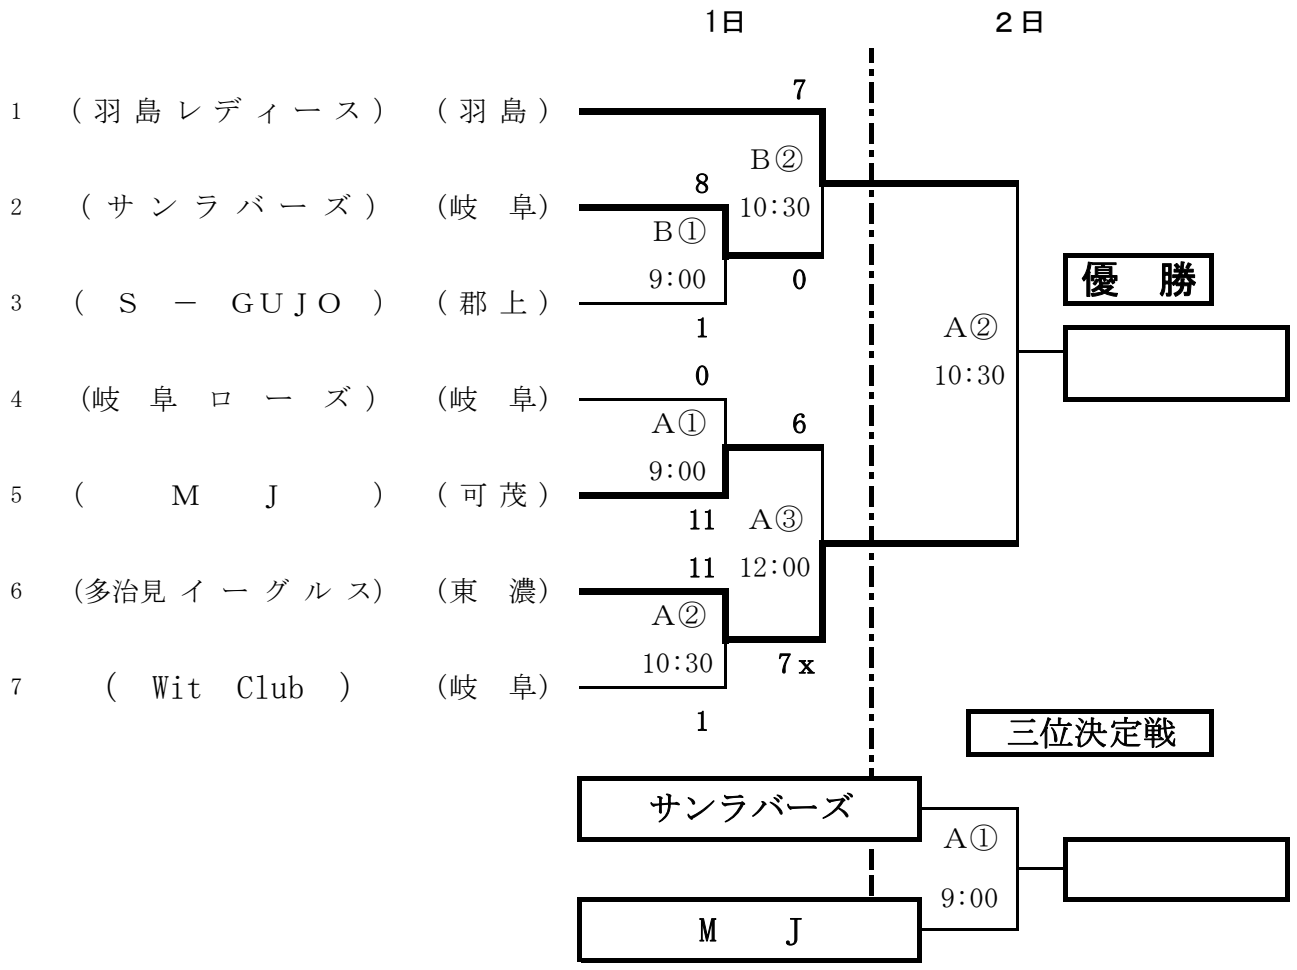 1日 2日
7
1 (羽島レディース) (羽島)
B②
8
2 (サンラバーズ) (岐 阜) 10:30
B①
9:00 0 優 勝
3 ( S － GUJO ) (郡上)
1 A②
0 10:30
4 (岐 阜 ロ ー ズ) (岐 阜)
A① 6
9:00
5 ( M J ) (可茂)
11 A③
11 12:00
6 (多治見イーグルス) (東 濃)
A②
10:30 7x
7 ( Wit Club ) (岐 阜)
1
三位決定戦
サンラバーズ
A①
9:00
M J